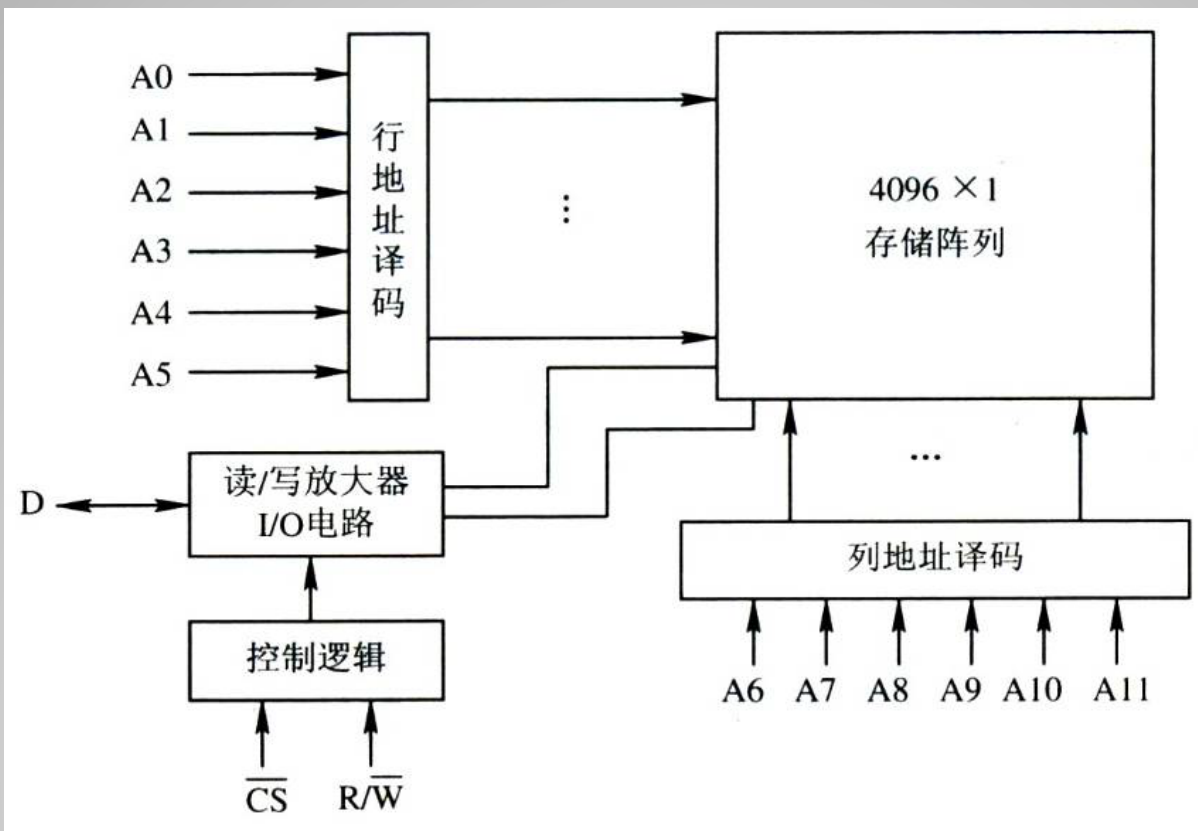 A0
A1
A2
A3
A4
A5
行地址译码
⋮
4096 × 1
存储阵列
D
读/写放大器
I/O电路
…
列地址译码
控制逻辑
A6 A7 A8 A9 A10 A11
C̅S̅ R/W̅